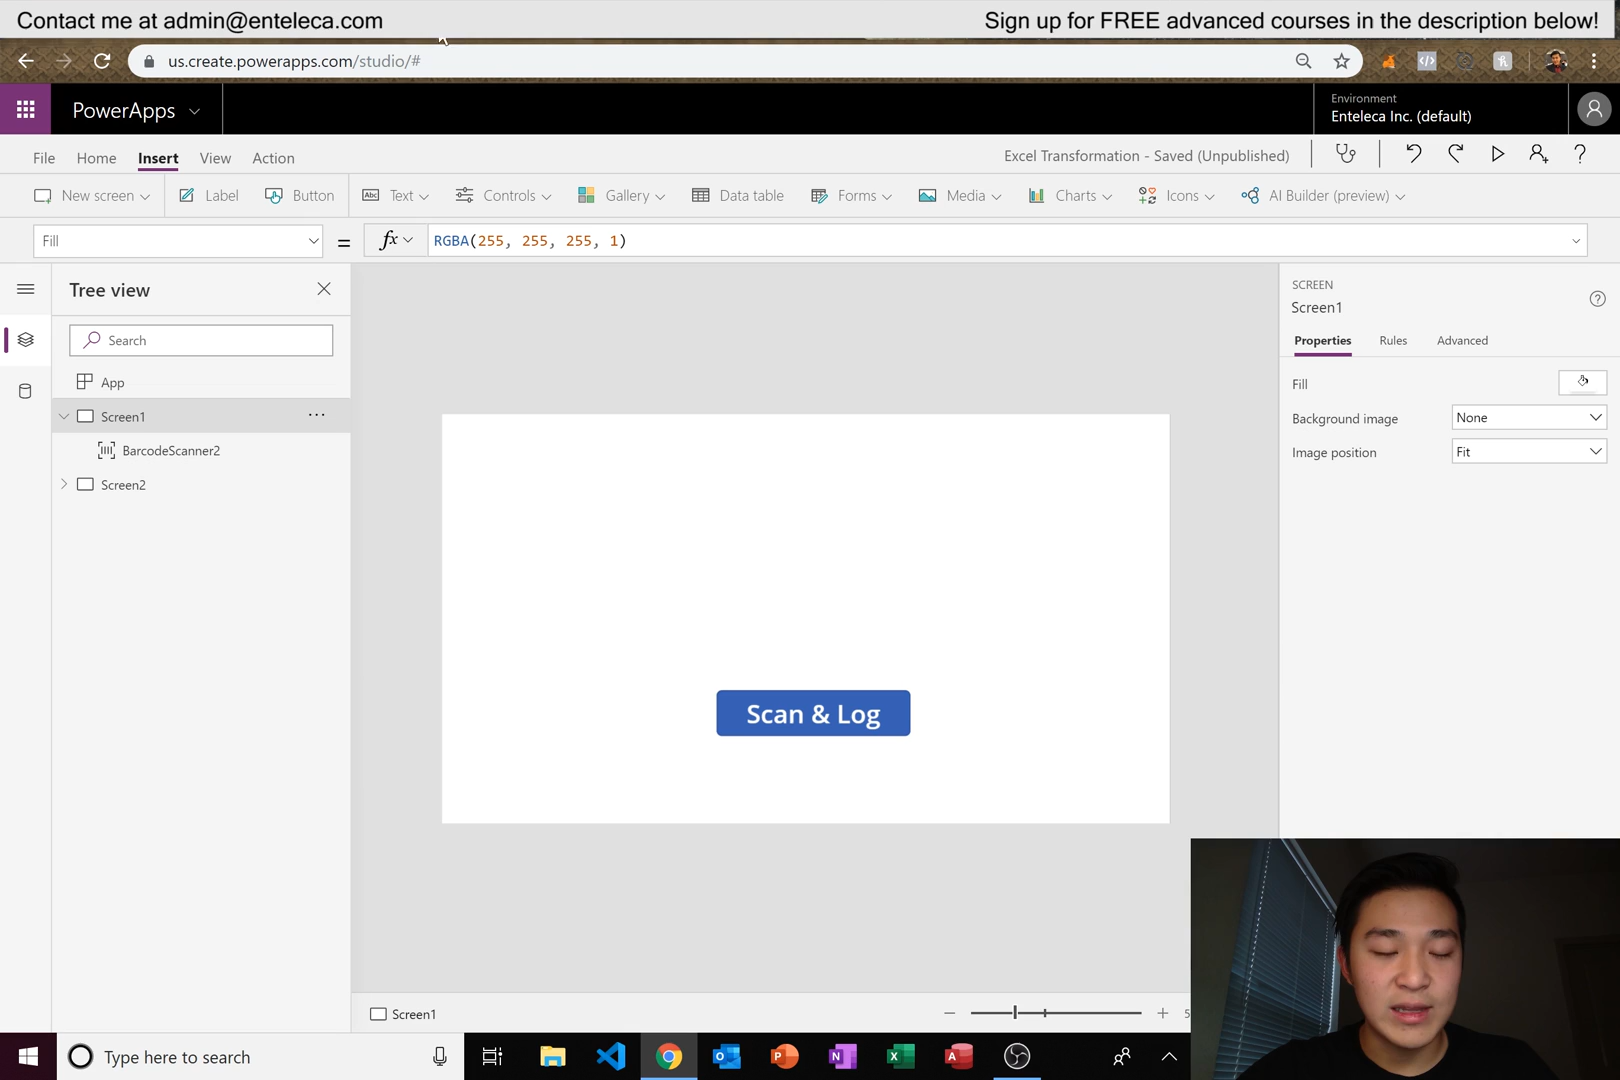 Contact me at admin@enteleca.com
Sign up for FREE advanced courses in the description below!
us.create.powerapps.com/studio/#
PowerApps
Environment
Enteleca Inc. (default)
File Home Insert View Action
Excel Transformation - Saved (Unpublished)
New screen Label Button Text Controls Gallery Data table Forms Media Charts Icons AI Builder (preview)
Fill = fx RGBA(255, 255, 255, 1)
Tree view
Search
App
Screen1
BarcodeScanner2
Screen2
Scan & Log
SCREEN
Screen1
Properties Rules Advanced
Fill
Background image None
Image position Fit
Screen1
5
Type here to search